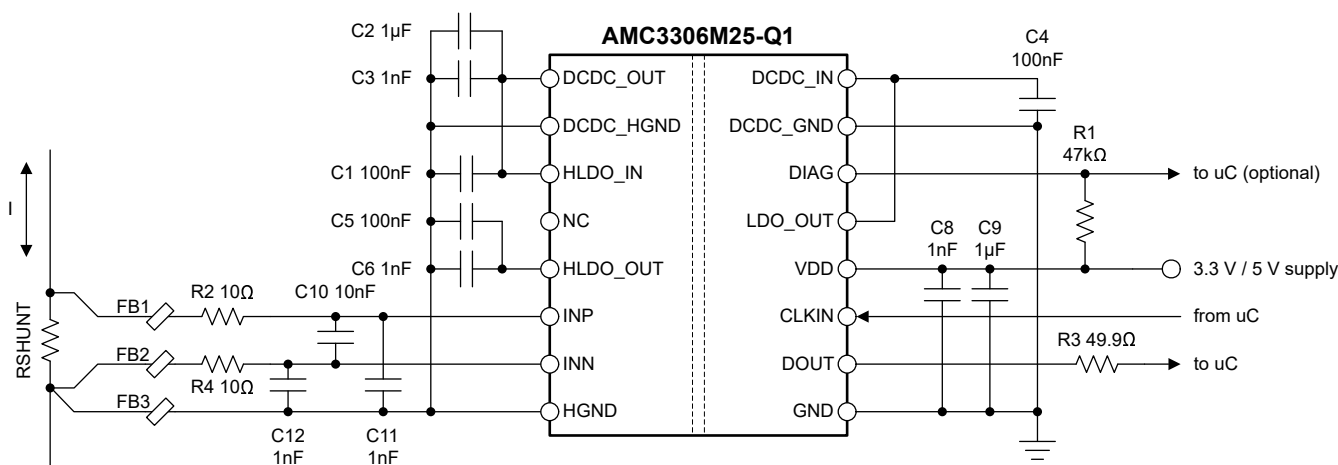 AMC3306M25-Q1
C2 1µF
C3 1nF
C1 100nF
C5 100nF
C6 1nF
DCDC_OUT
DCDC_HGND
HLDO_IN
NC
HLDO_OUT
INP
INN
HGND
DCDC_IN
DCDC_GND
DIAG
LDO_OUT
VDD
CLKIN
DOUT
GND
C4
100nF
R1
47kΩ
to uC (optional)
C8
1nF
C9
1µF
3.3 V / 5 V supply
from uC
R3 49.9Ω
to uC
I
RSHUNT
FB1
R2 10Ω
C10 10nF
FB2
R4 10Ω
FB3
C12
1nF
C11
1nF